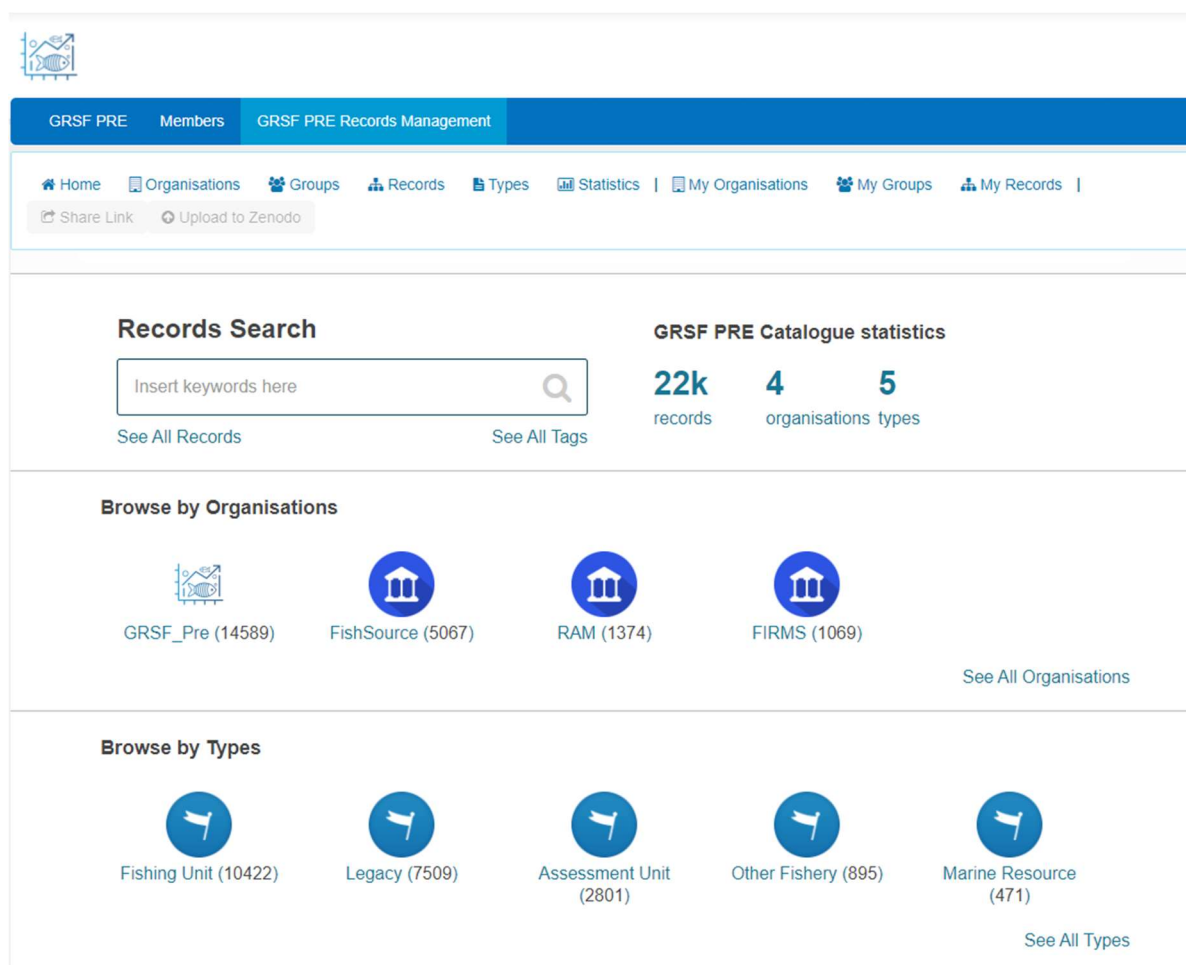 GRSF PRE Members GRSF PRE Records Management
Home Organisations Groups Records Types Statistics | My Organisations My Groups My Records |
Share Link Upload to Zenodo
Records Search
Insert keywords here
See All Records See All Tags
GRSF PRE Catalogue statistics
22k 4 5
records organisations types
Browse by Organisations
GRSF_Pre (14589) FishSource (5067) RAM (1374) FIRMS (1069)
See All Organisations
Browse by Types
Fishing Unit (10422) Legacy (7509) Assessment Unit (2801) Other Fishery (895) Marine Resource (471)
See All Types